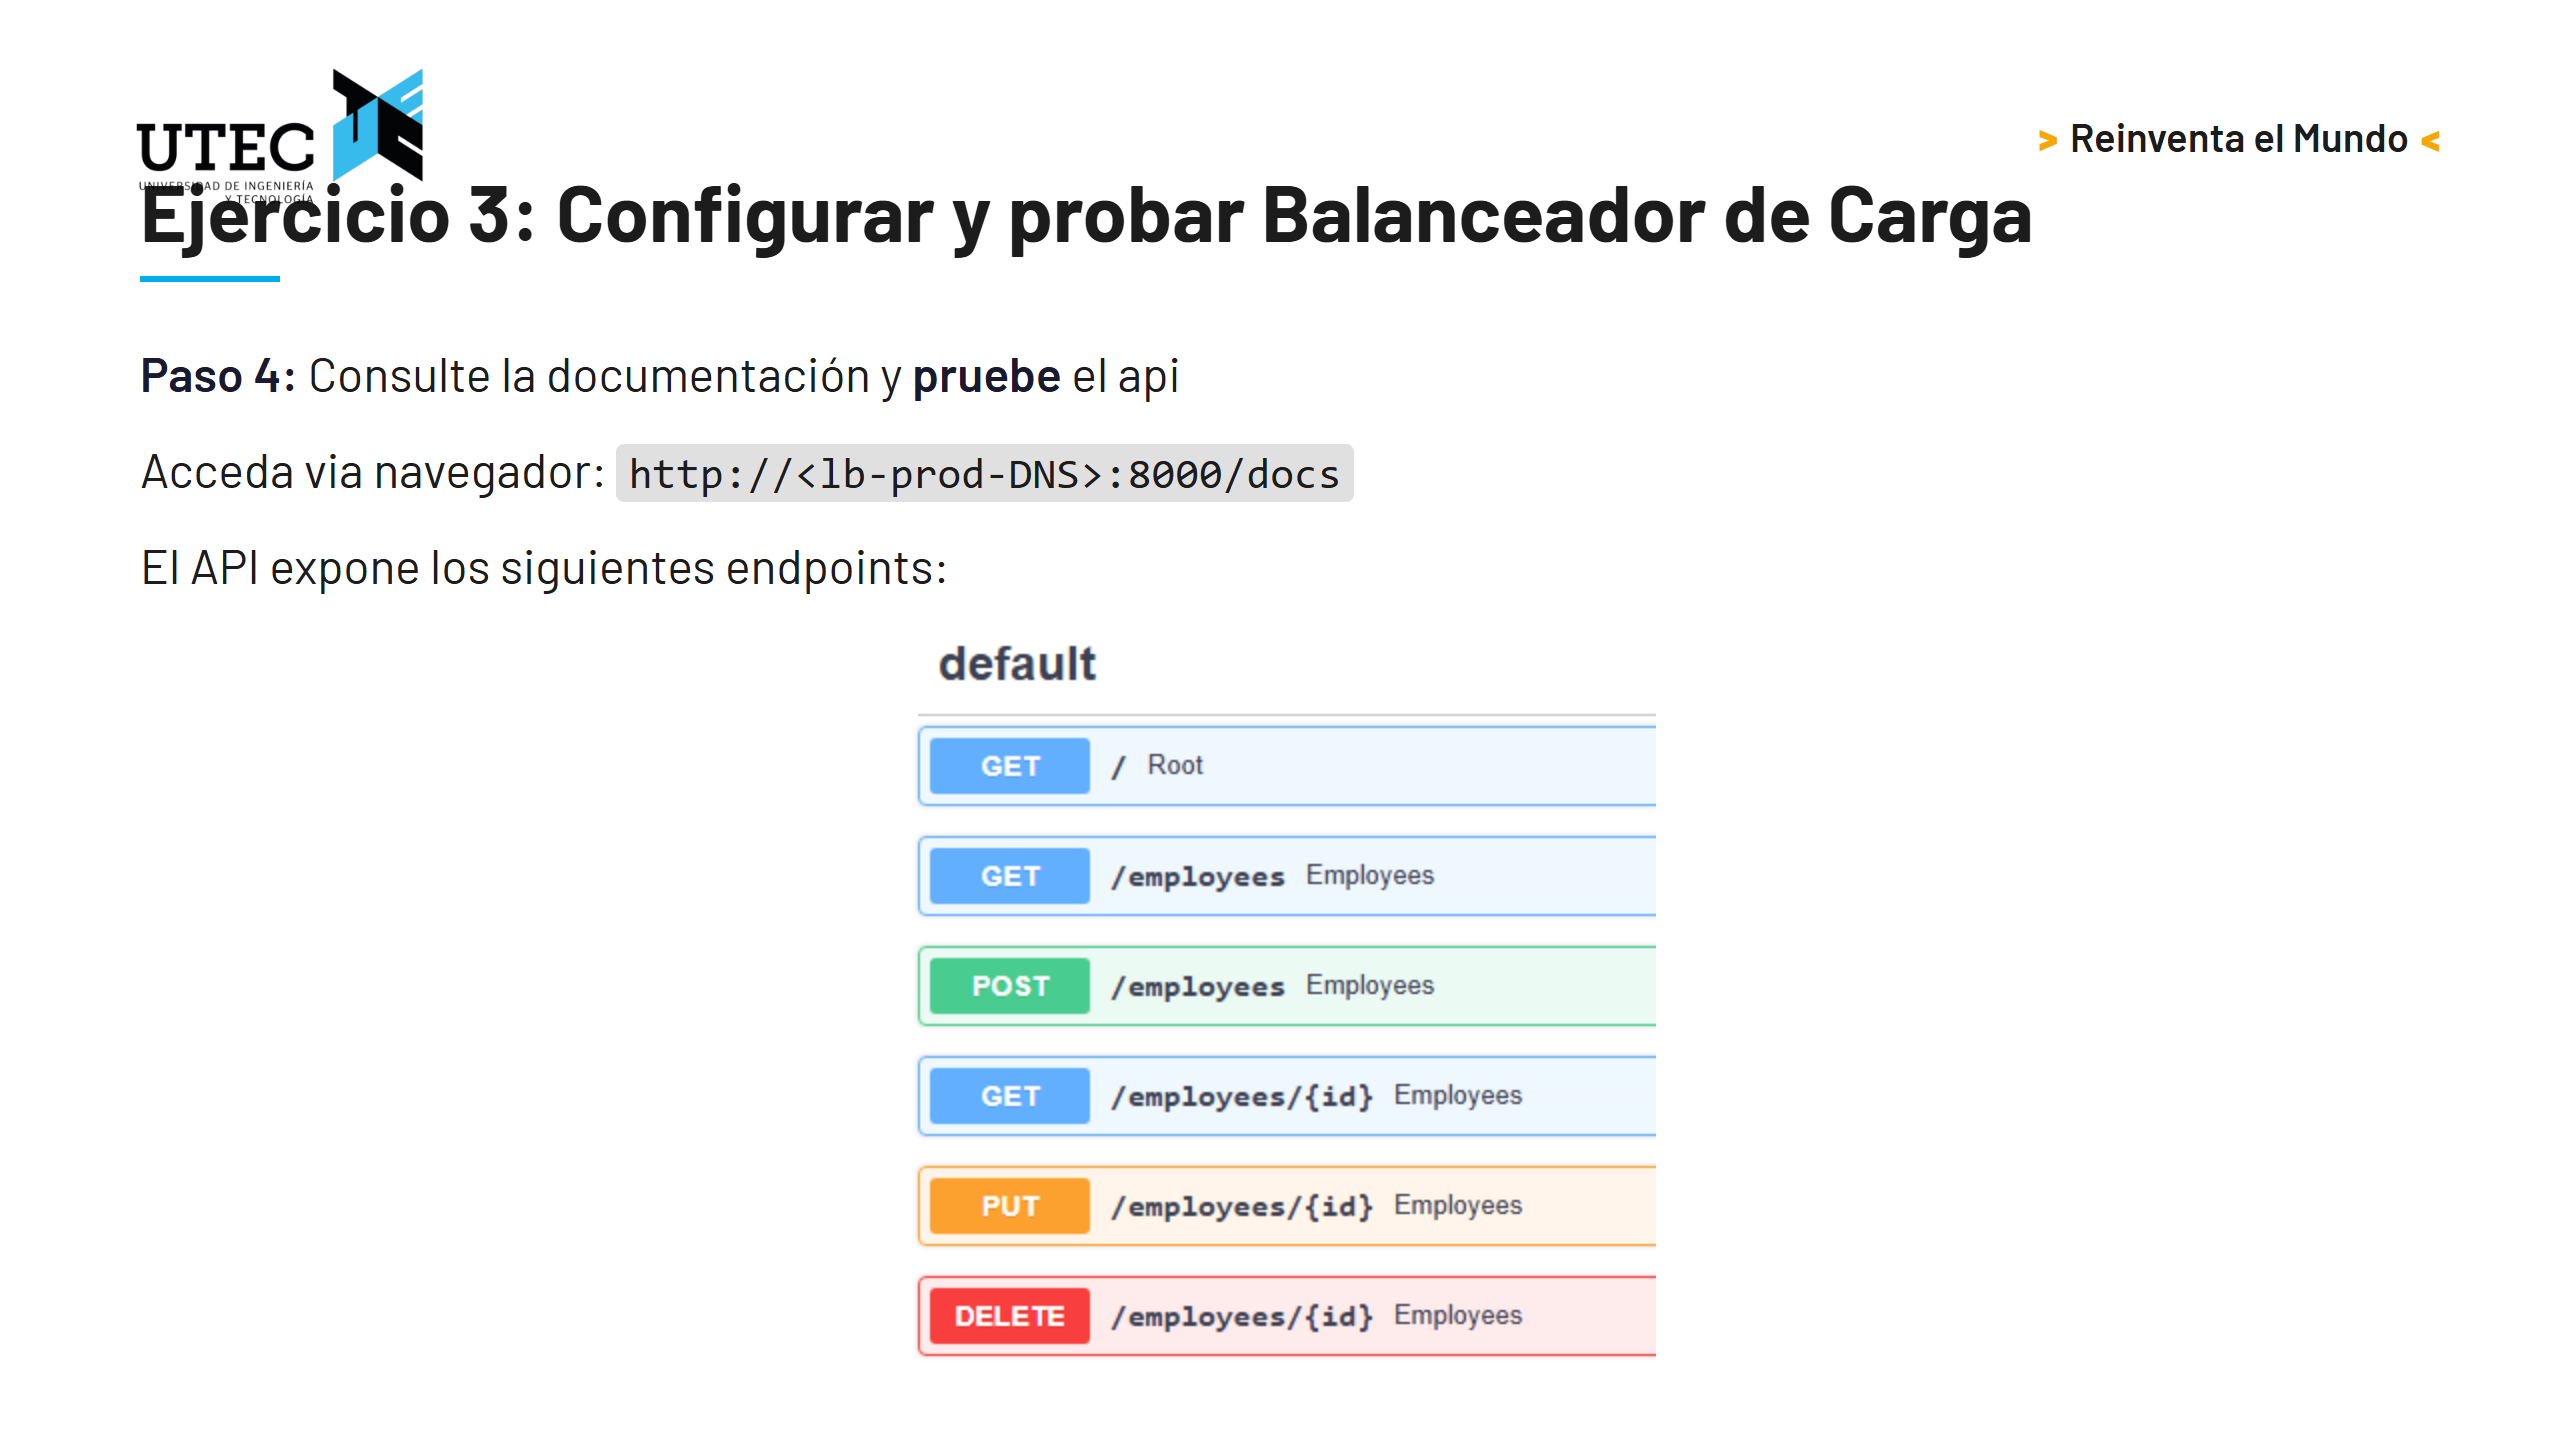 UTEC
UNIVERSIDAD DE INGENIERÍA
Y TECNOLOGÍA
> Reinventa el Mundo <
Ejercicio 3: Configurar y probar Balanceador de Carga
Paso 4: Consulte la documentación y pruebe el api
Acceda via navegador: http://<lb-prod-DNS>:8000/docs
El API expone los siguientes endpoints:
default
GET / Root
GET /employees Employees
POST /employees Employees
GET /employees/{id} Employees
PUT /employees/{id} Employees
DELETE /employees/{id} Employees